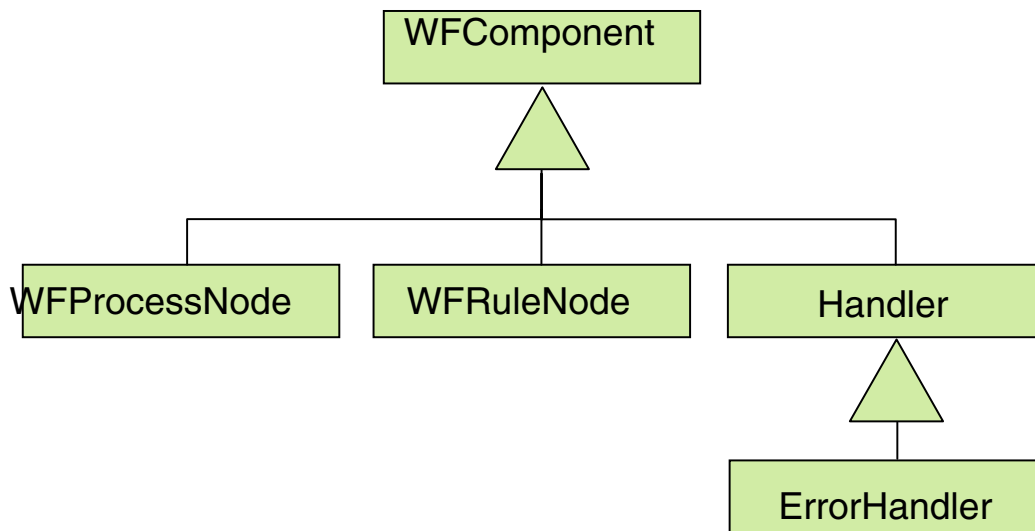 WFComponent
WFProcessNode
WFRuleNode
Handler
ErrorHandler